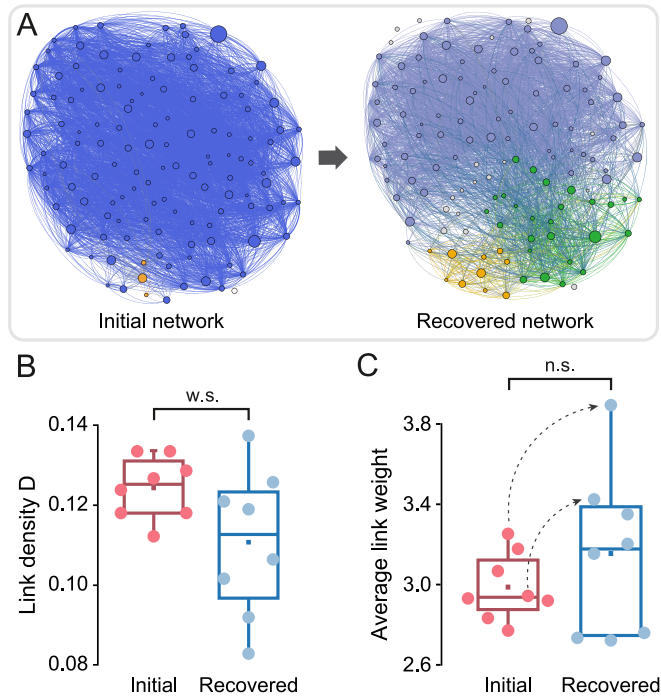 A
Initial network
Recovered network
B
w.s.
0.14
0.12
0.10
0.08
Link density D
Initial
Recovered
C
n.s.
3.8
3.4
3.0
2.6
Average link weight
Initial
Recovered